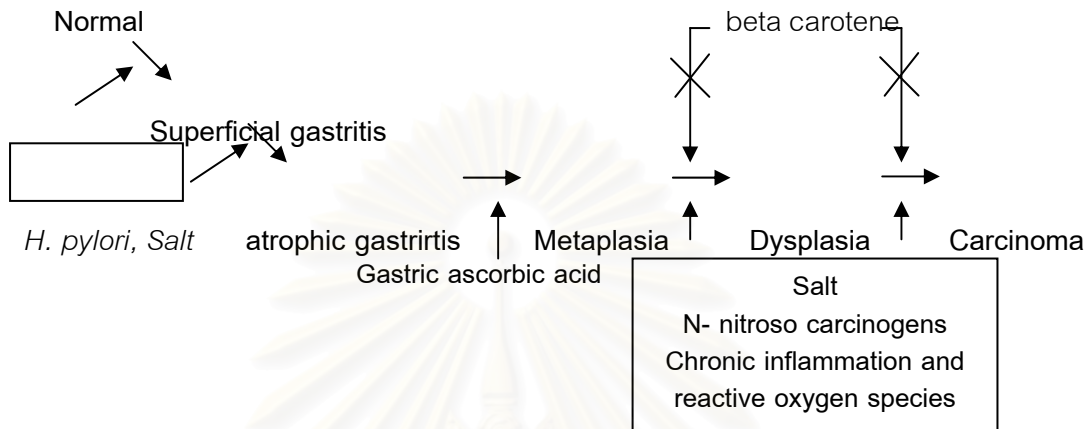 Normal
beta carotene
Superficial gastritis
H. pylori, Salt
atrophic gastrirtis
Metaplasia
Dysplasia
Carcinoma
Gastric ascorbic acid
Salt
N- nitroso carcinogens
Chronic inflammation and
reactive oxygen species